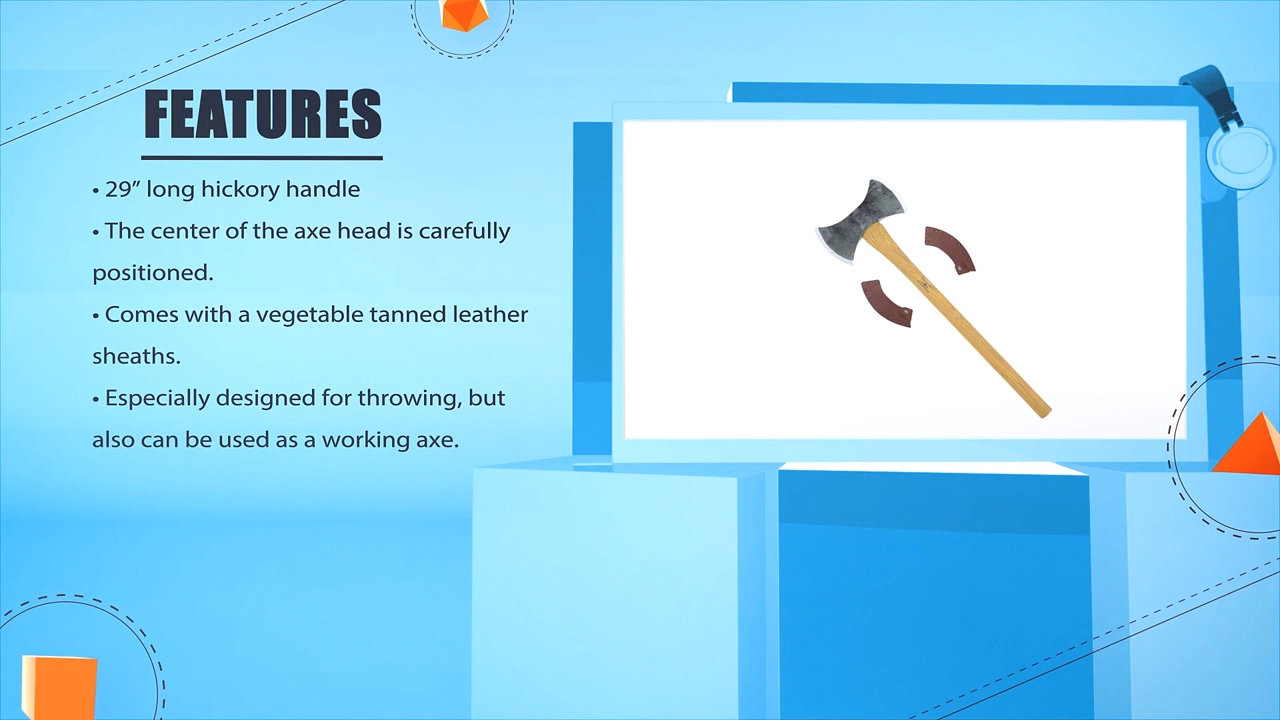 FEATURES
• 29” long hickory handle
• The center of the axe head is carefully
positioned.
• Comes with a vegetable tanned leather
sheaths.
• Especially designed for throwing, but
also can be used as a working axe.